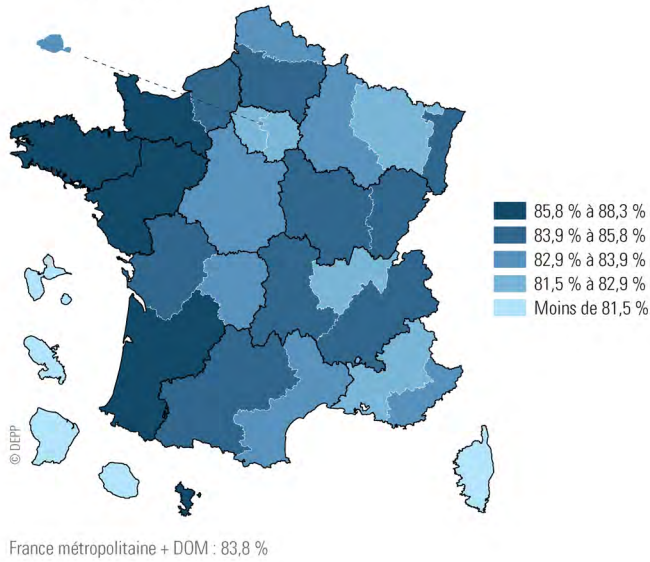 85,8 % à 88,3 %
83,9 % à 85,8 %
82,9 % à 83,9 %
81,5 % à 82,9 %
Moins de 81,5 %
© DEPP
France métropolitaine + DOM : 83,8 %